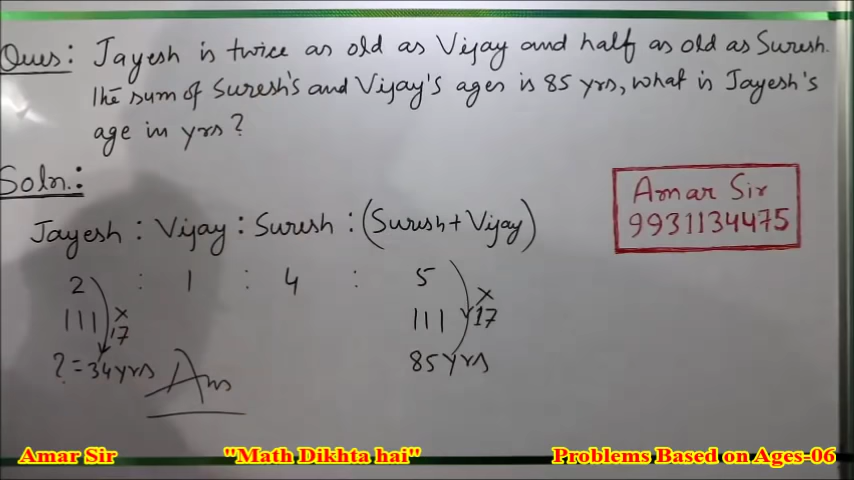 Ques: Jayesh is twice as old as Vijay and half as old as Suresh.
The sum of Suresh's and Vijay's ages is 85 yrs, what is Jayesh's
age in yrs?
Soln.:
Amar Sir
9931134475
Jayesh : Vijay : Suresh : (Suresh + Vijay)
2 : 1 : 4 : 5
||| × 17 ||| × 17
? = 34 yrs Ans 85 yrs
Amar Sir "Math Dikhta hai" Problems Based on Ages-06